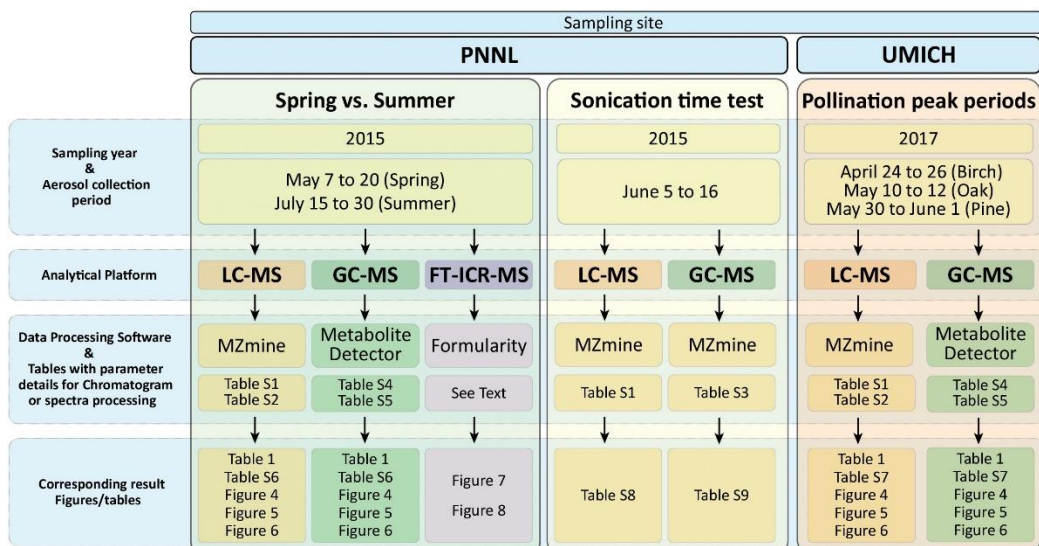 Sampling site
PNNL
UMICH
Spring vs. Summer
Sonication time test
Pollination peak periods
Sampling year
&
Aerosol collection
period
2015
May 7 to 20 (Spring)
July 15 to 30 (Summer)
2015
June 5 to 16
2017
April 24 to 26 (Birch)
May 10 to 12 (Oak)
May 30 to June 1 (Pine)
Analytical Platform
LC-MS
GC-MS
FT-ICR-MS
LC-MS
GC-MS
LC-MS
GC-MS
Data Processing Software
&
Tables with parameter
details for Chromatogram
or spectra processing
MZmine
Metabolite
Detector
Formularity
MZmine
MZmine
MZmine
Metabolite
Detector
Table S1
Table S2
Table S4
Table S5
See Text
Table S1
Table S3
Table S1
Table S2
Table S4
Table S5
Corresponding result
Figures/tables
Table 1
Table S6
Figure 4
Figure 5
Figure 6
Table 1
Table S6
Figure 4
Figure 5
Figure 6
Figure 7
Figure 8
Table S8
Table S9
Table 1
Table S7
Figure 4
Figure 5
Figure 6
Table 1
Table S7
Figure 4
Figure 5
Figure 6